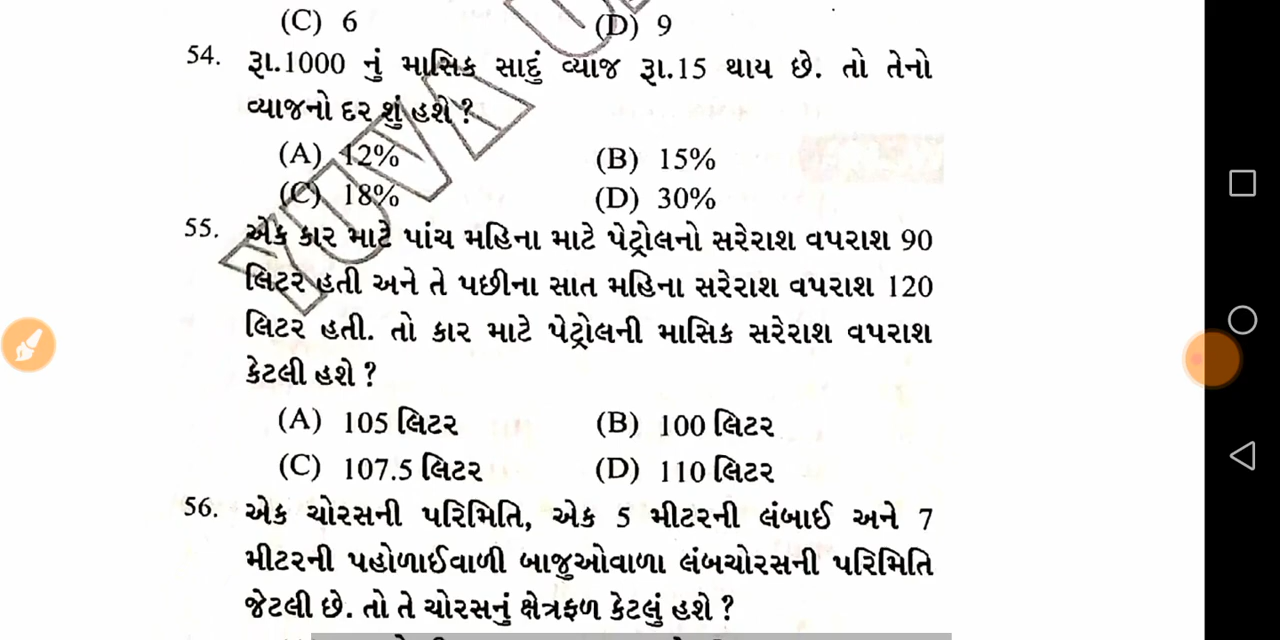 (C) 6 (D) 9
54. રૂા.1000 નું માસિક સાદું વ્યાજ રૂા.15 થાય છે. તો તેનો
વ્યાજનો દર શું હશે ?
(A) 12% (B) 15%
(C) 18% (D) 30%
55. એક કાર માટે પાંચ મહિના માટે પેટ્રોલનો સરેરાશ વપરાશ 90
લિટર હતી અને તે પછીના સાત મહિના સરેરાશ વપરાશ 120
લિટર હતી. તો કાર માટે પેટ્રોલની માસિક સરેરાશ વપરાશ
કેટલી હશે ?
(A) 105 લિટર (B) 100 લિટર
(C) 107.5 લિટર (D) 110 લિટર
56. એક ચોરસની પરિમિતિ, એક 5 મીટરની લંબાઈ અને 7
મીટરની પહોળાઈવાળી બાજુઓવાળા લંબચોરસની પરિમિતિ
જેટલી છે. તો તે ચોરસનું ક્ષેત્રફળ કેટલું હશે ?
YUVA